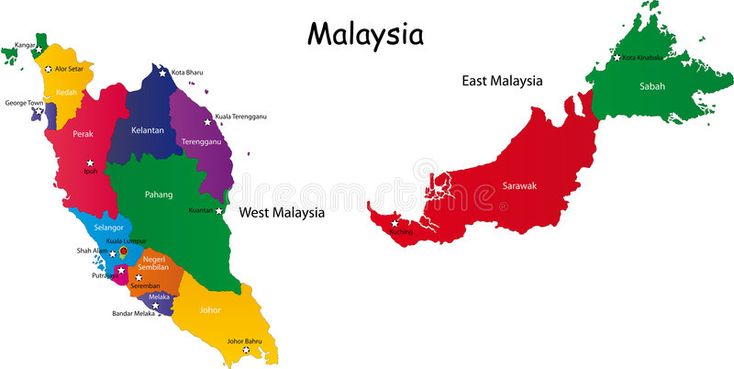 Malaysia
Kangar
Alor Setar
Kedah
Kota Bharu
George Town
Perak
Kelantan
Kuala Terengganu
Terengganu
Ipoh
Pahang
Kuantan
West Malaysia
Selangor
Kuala Lumpur
Shah Alam
Putrajaya
Negeri
Sembilan
Seremban
Melaka
Bandar Melaka
Johor
Johor Bahru
East Malaysia
Kota Kinabalu
Sabah
Sarawak
Kuching
dreamstime